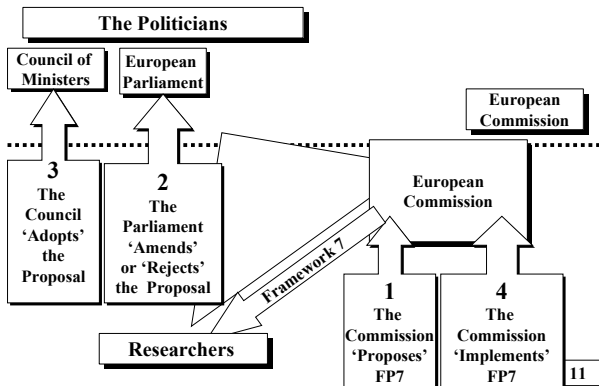 The Politicians
Council of
Ministers
European
Parliament
European
Commission
3
The
Council
‘Adopts’
the
Proposal
2
The
Parliament
‘Amends’
or ‘Rejects’
the Proposal
European
Commission
Framework 7
Researchers
1
The
Commission
‘Proposes’
FP7
4
The
Commission
‘Implements’
FP7
11